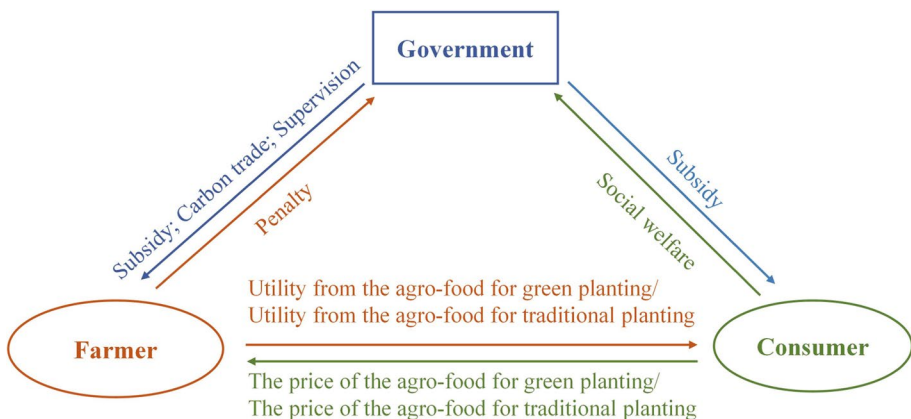 Government
Subsidy; Carbon trade; Supervision
Penalty
Subsidy
Social welfare
Utility from the agro-food for green planting/
Utility from the agro-food for traditional planting
Farmer
Consumer
The price of the agro-food for green planting/
The price of the agro-food for traditional planting